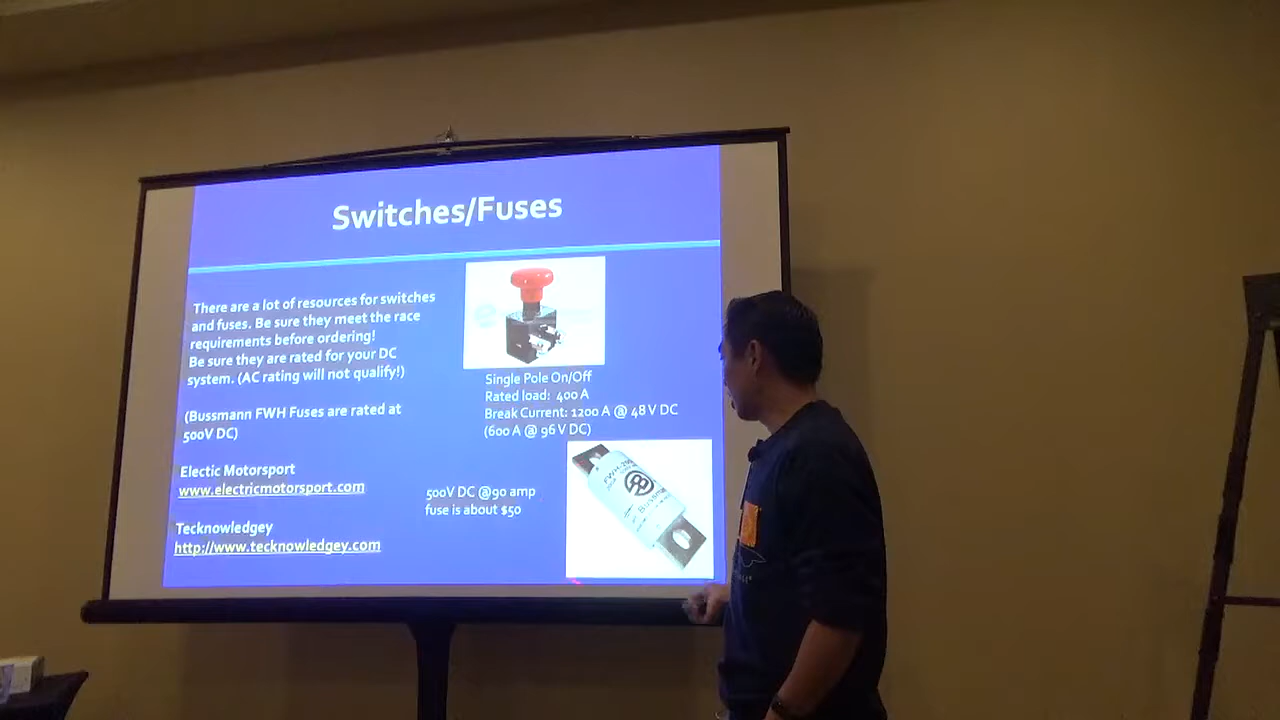 Switches/Fuses
There are a lot of resources for switches
and fuses. Be sure they meet the race
requirements before ordering!
Be sure they are rated for your DC
system. (AC rating will not qualify!)
(Bussmann FWH Fuses are rated at
500V DC)
Electic Motorsport
www.electricmotorsport.com
Tecknowledgey
http://www.tecknowledgey.com
Single Pole On/Off
Rated load: 400 A
Break Current: 1200 A @ 48 V DC
(600 A @ 96 V DC)
500V DC @90 amp
fuse is about $50